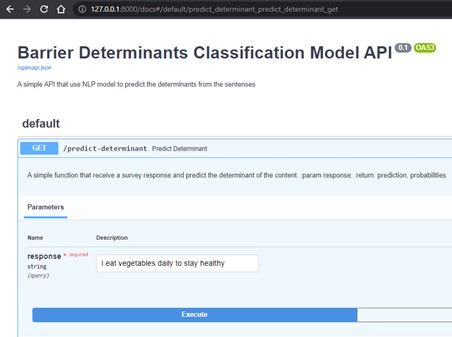 127.0.0.1:8000/docs#/default/predict_determinant_predict_determinant_get
Barrier Determinants Classification Model API 0.1 OAS3
/openapi.json
A simple API that use NLP model to predict the determinants from the sentences
default
GET /predict-determinant Predict Determinant
A simple function that receive a survey response and predict the determinant of the content. :param response: :return: prediction, probabilities
Parameters
Name Description
response * required
string
(query)
I eat vegetables daily to stay healthy
Execute